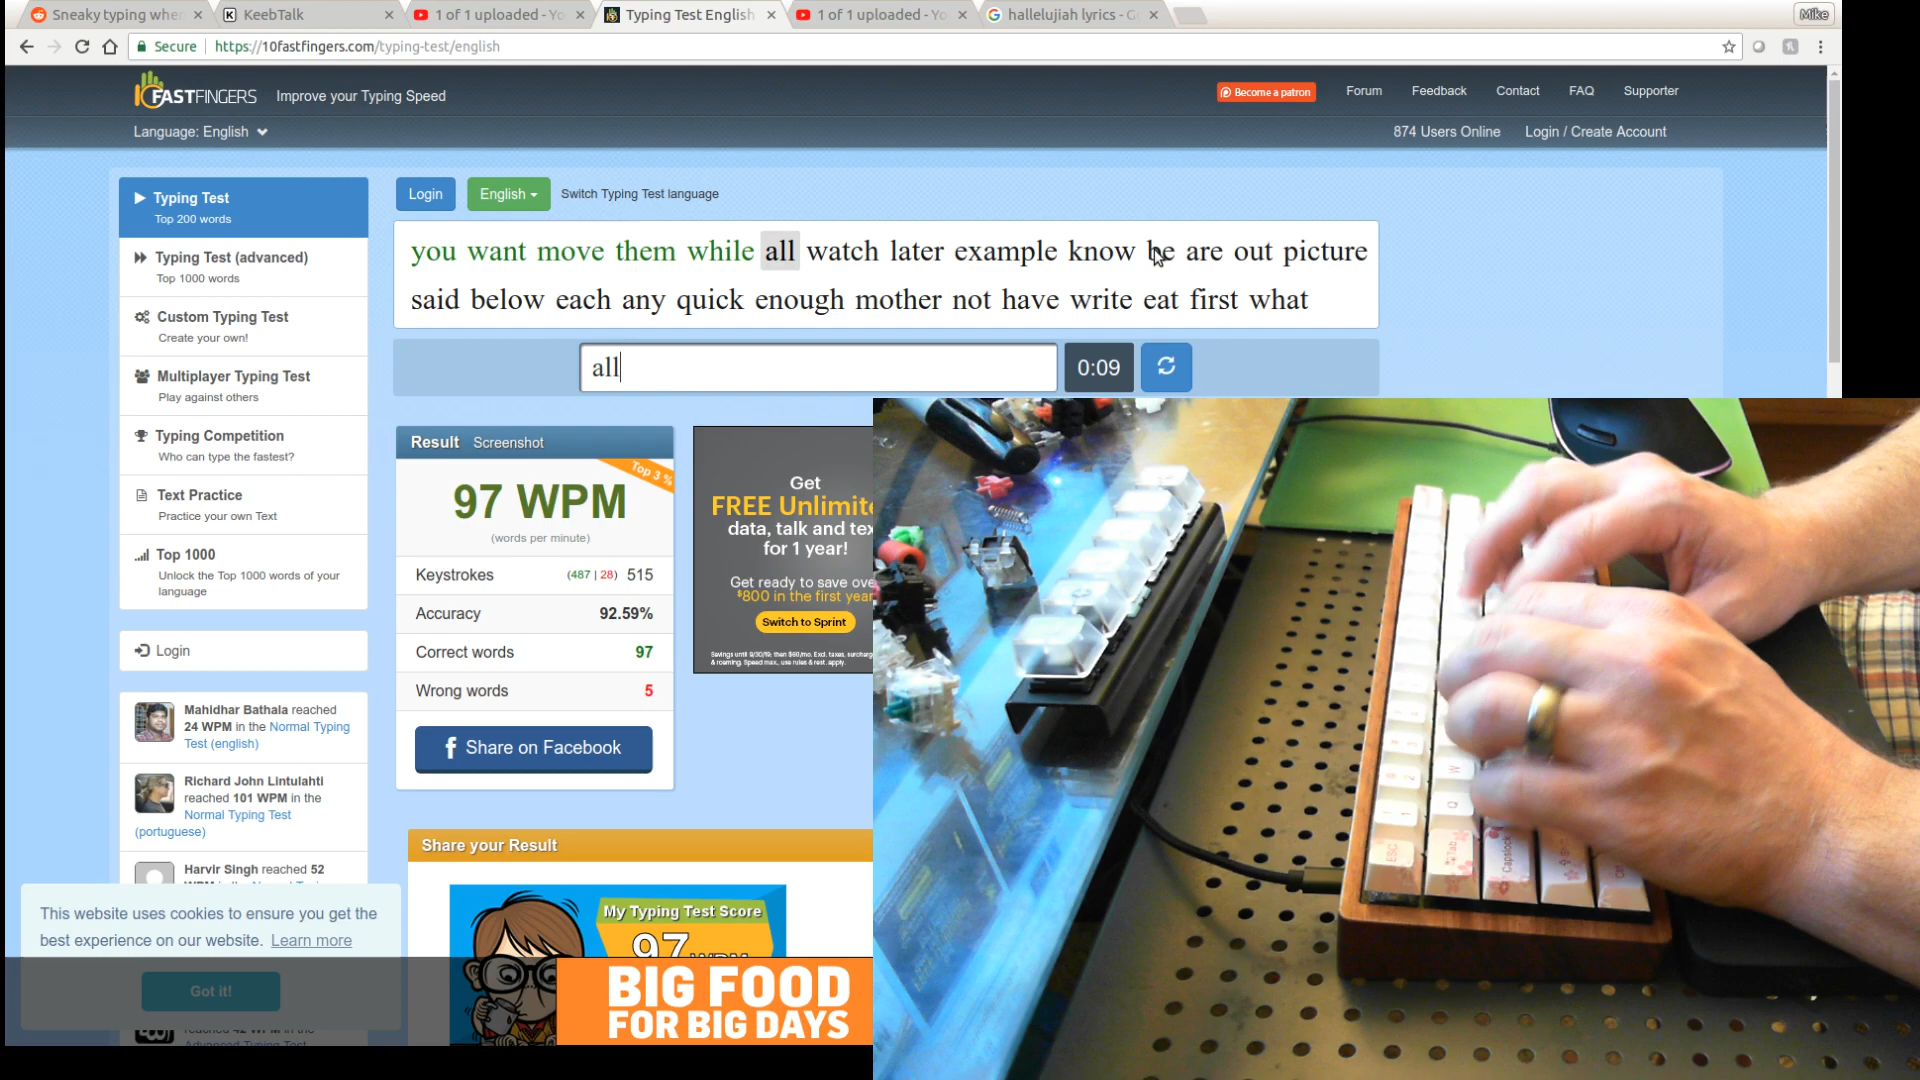 Sneaky typing when
KeebTalk
1 of 1 uploaded - Yo
Typing Test English
1 of 1 uploaded - Yo
hallelujiah lyrics - G
Mike
Secure
https://10fastfingers.com/typing-test/english
FASTFINGERS
Improve your Typing Speed
Become a patron
Forum
Feedback
Contact
FAQ
Supporter
Language: English
874 Users Online
Login / Create Account
Typing Test
Top 200 words
Typing Test (advanced)
Top 1000 words
Custom Typing Test
Create your own!
Multiplayer Typing Test
Play against others
Typing Competition
Who can type the fastest?
Text Practice
Practice your own Text
Top 1000
Unlock the Top 1000 words of your
language
Login
Mahidhar Bathala reached
24 WPM in the Normal Typing
Test (english)
Richard John Lintulahti
reached 101 WPM in the
Normal Typing Test
(portuguese)
Harvir Singh reached 52
This website uses cookies to ensure you get the
best experience on our website. Learn more
Got it!
Login
English
Switch Typing Test language
you want move them while all watch later example know be are out picture
said below each any quick enough mother not have write eat first what
all
0:09
Result
Screenshot
Top 3 %
97 WPM
(words per minute)
Keystrokes (487 | 28) 515
Accuracy 92.59%
Correct words 97
Wrong words 5
Share on Facebook
Get
FREE Unlimite
data, talk and tex
for 1 year!
Get ready to save ove
$800 in the first year
Switch to Sprint
Share your Result
My Typing Test Score
97
BIG FOOD
FOR BIG DAYS
ESC
Tab
Capslock
1
2
Q
W